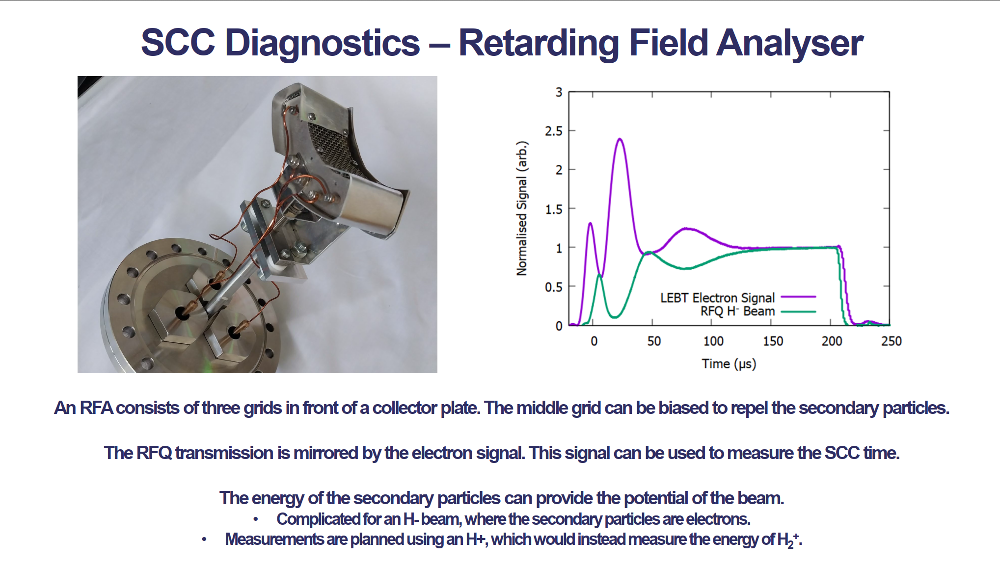 SCC Diagnostics – Retarding Field Analyser
3
2.5
2
1.5
1
0.5
0
Normalised Signal (arb.)
LEBT Electron Signal
RFQ H⁻ Beam
0 50 100 150 200 250
Time (µs)
An RFA consists of three grids in front of a collector plate. The middle grid can be biased to repel the secondary particles.
The RFQ transmission is mirrored by the electron signal. This signal can be used to measure the SCC time.
The energy of the secondary particles can provide the potential of the beam.
• Complicated for an H- beam, where the secondary particles are electrons.
• Measurements are planned using an H+, which would instead measure the energy of H₂⁺.